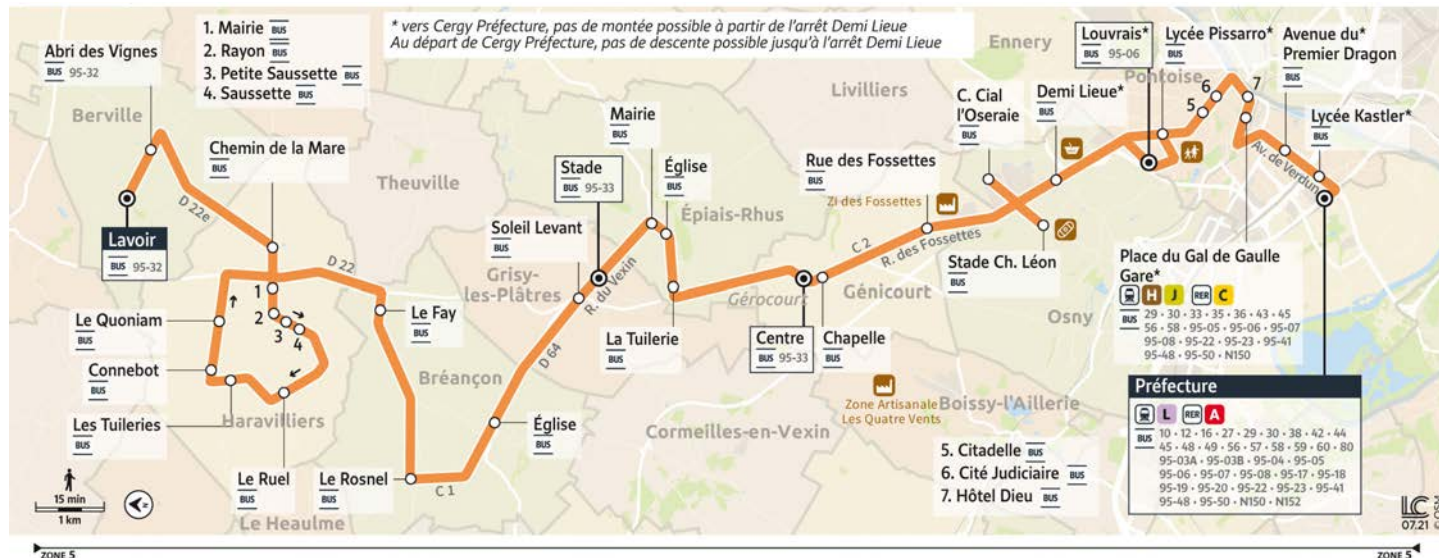 * vers Cergy Préfecture, pas de montée possible à partir de l'arrêt Demi Lieue
Au départ de Cergy Préfecture, pas de descente possible jusqu'à l'arrêt Demi Lieue
1. Mairie BUS
2. Rayon BUS
3. Petite Saussette BUS
4. Saussette BUS
Abri des Vignes
BUS 95-32
Berville
Lavoir
BUS 95-32
D 22e
Chemin de la Mare
BUS
D 22
1
2
3
4
Le Quoniam
BUS
Connebot
BUS
Les Tuileries
BUS
Haravilliers
Le Ruel
BUS
Le Heaulme
Le Rosnel
BUS
Le Fay
BUS
Theuville
Bréançon
C 1
Église
BUS
D 64
Grisy-
les-Plâtres
Soleil Levant
BUS
Stade
BUS 95-33
R. du Vexin
Mairie
BUS
Église
BUS
Épiais-Rhus
La Tuilerie
BUS
Gérocourt
Centre
BUS 95-33
Chapelle
BUS
Génicourt
Cormeilles-en-Vexin
Zone Artisanale
Les Quatre Vents
Boissy-l'Aillerie
Livilliers
C 2
R. des Fossettes
Rue des Fossettes
BUS
ZI des Fossettes
C. Cial
l'Oseraie
BUS
Stade Ch. Léon
BUS
Osny
Ennery
Demi Lieue*
BUS
Louvrais*
BUS 95-06
Pontoise
Lycée Pissarro*
BUS
5
6
7
Avenue du*
Premier Dragon
BUS
Av. de Verdun
Lycée Kastler*
BUS
Place du Gal de Gaulle
Gare*
H J RER C
BUS 29 • 30 • 33 • 35 • 36 • 43 • 45
56 • 58 • 95-05 • 95-06 • 95-07
95-08 • 95-22 • 95-23 • 95-41
95-48 • 95-50 • N150
Préfecture
L RER A
BUS 10 • 12 • 16 • 27 • 29 • 30 • 38 • 42 • 44
45 • 48 • 49 • 56 • 57 • 58 • 59 • 60 • 80
95-03A • 95-03B • 95-04 • 95-05
95-06 • 95-07 • 95-08 • 95-17 • 95-18
95-19 • 95-20 • 95-22 • 95-23 • 95-41
95-48 • 95-50 • N150 • N152
5. Citadelle BUS
6. Cité Judiciaire BUS
7. Hôtel Dieu BUS
15 min
1 km
N
LC
07.21
© OSM
ZONE 5
ZONE 5